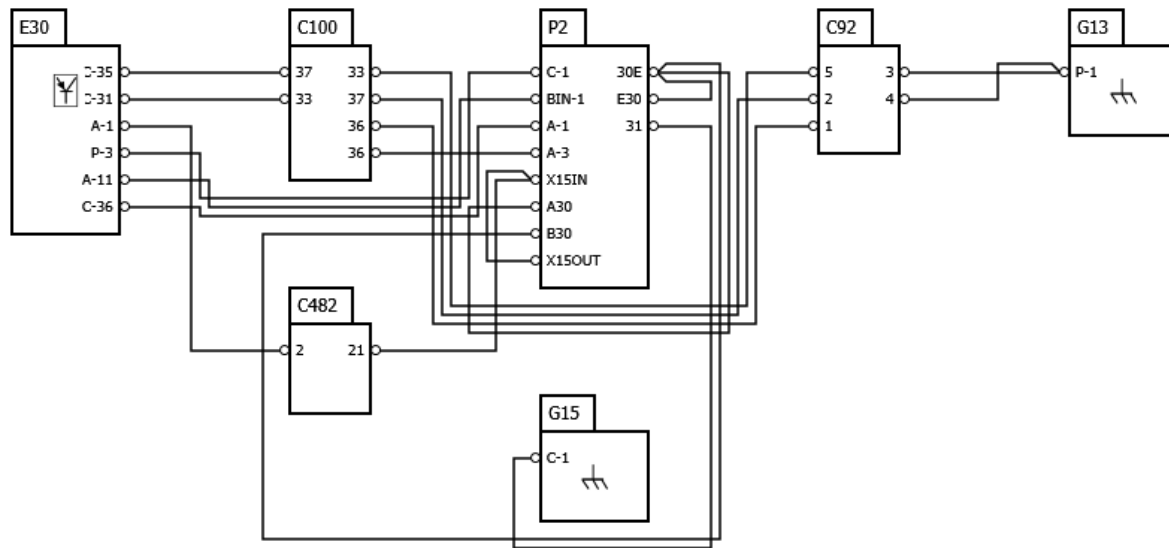 E30
C-35
C-31
A-1
P-3
A-11
C-36
C100
37
33
33
37
36
36
P2
C-1
BIN-1
A-1
A-3
X15IN
A30
B30
X15OUT
30E
E30
31
C92
5
2
1
3
4
G13
P-1
C482
2
21
G15
C-1